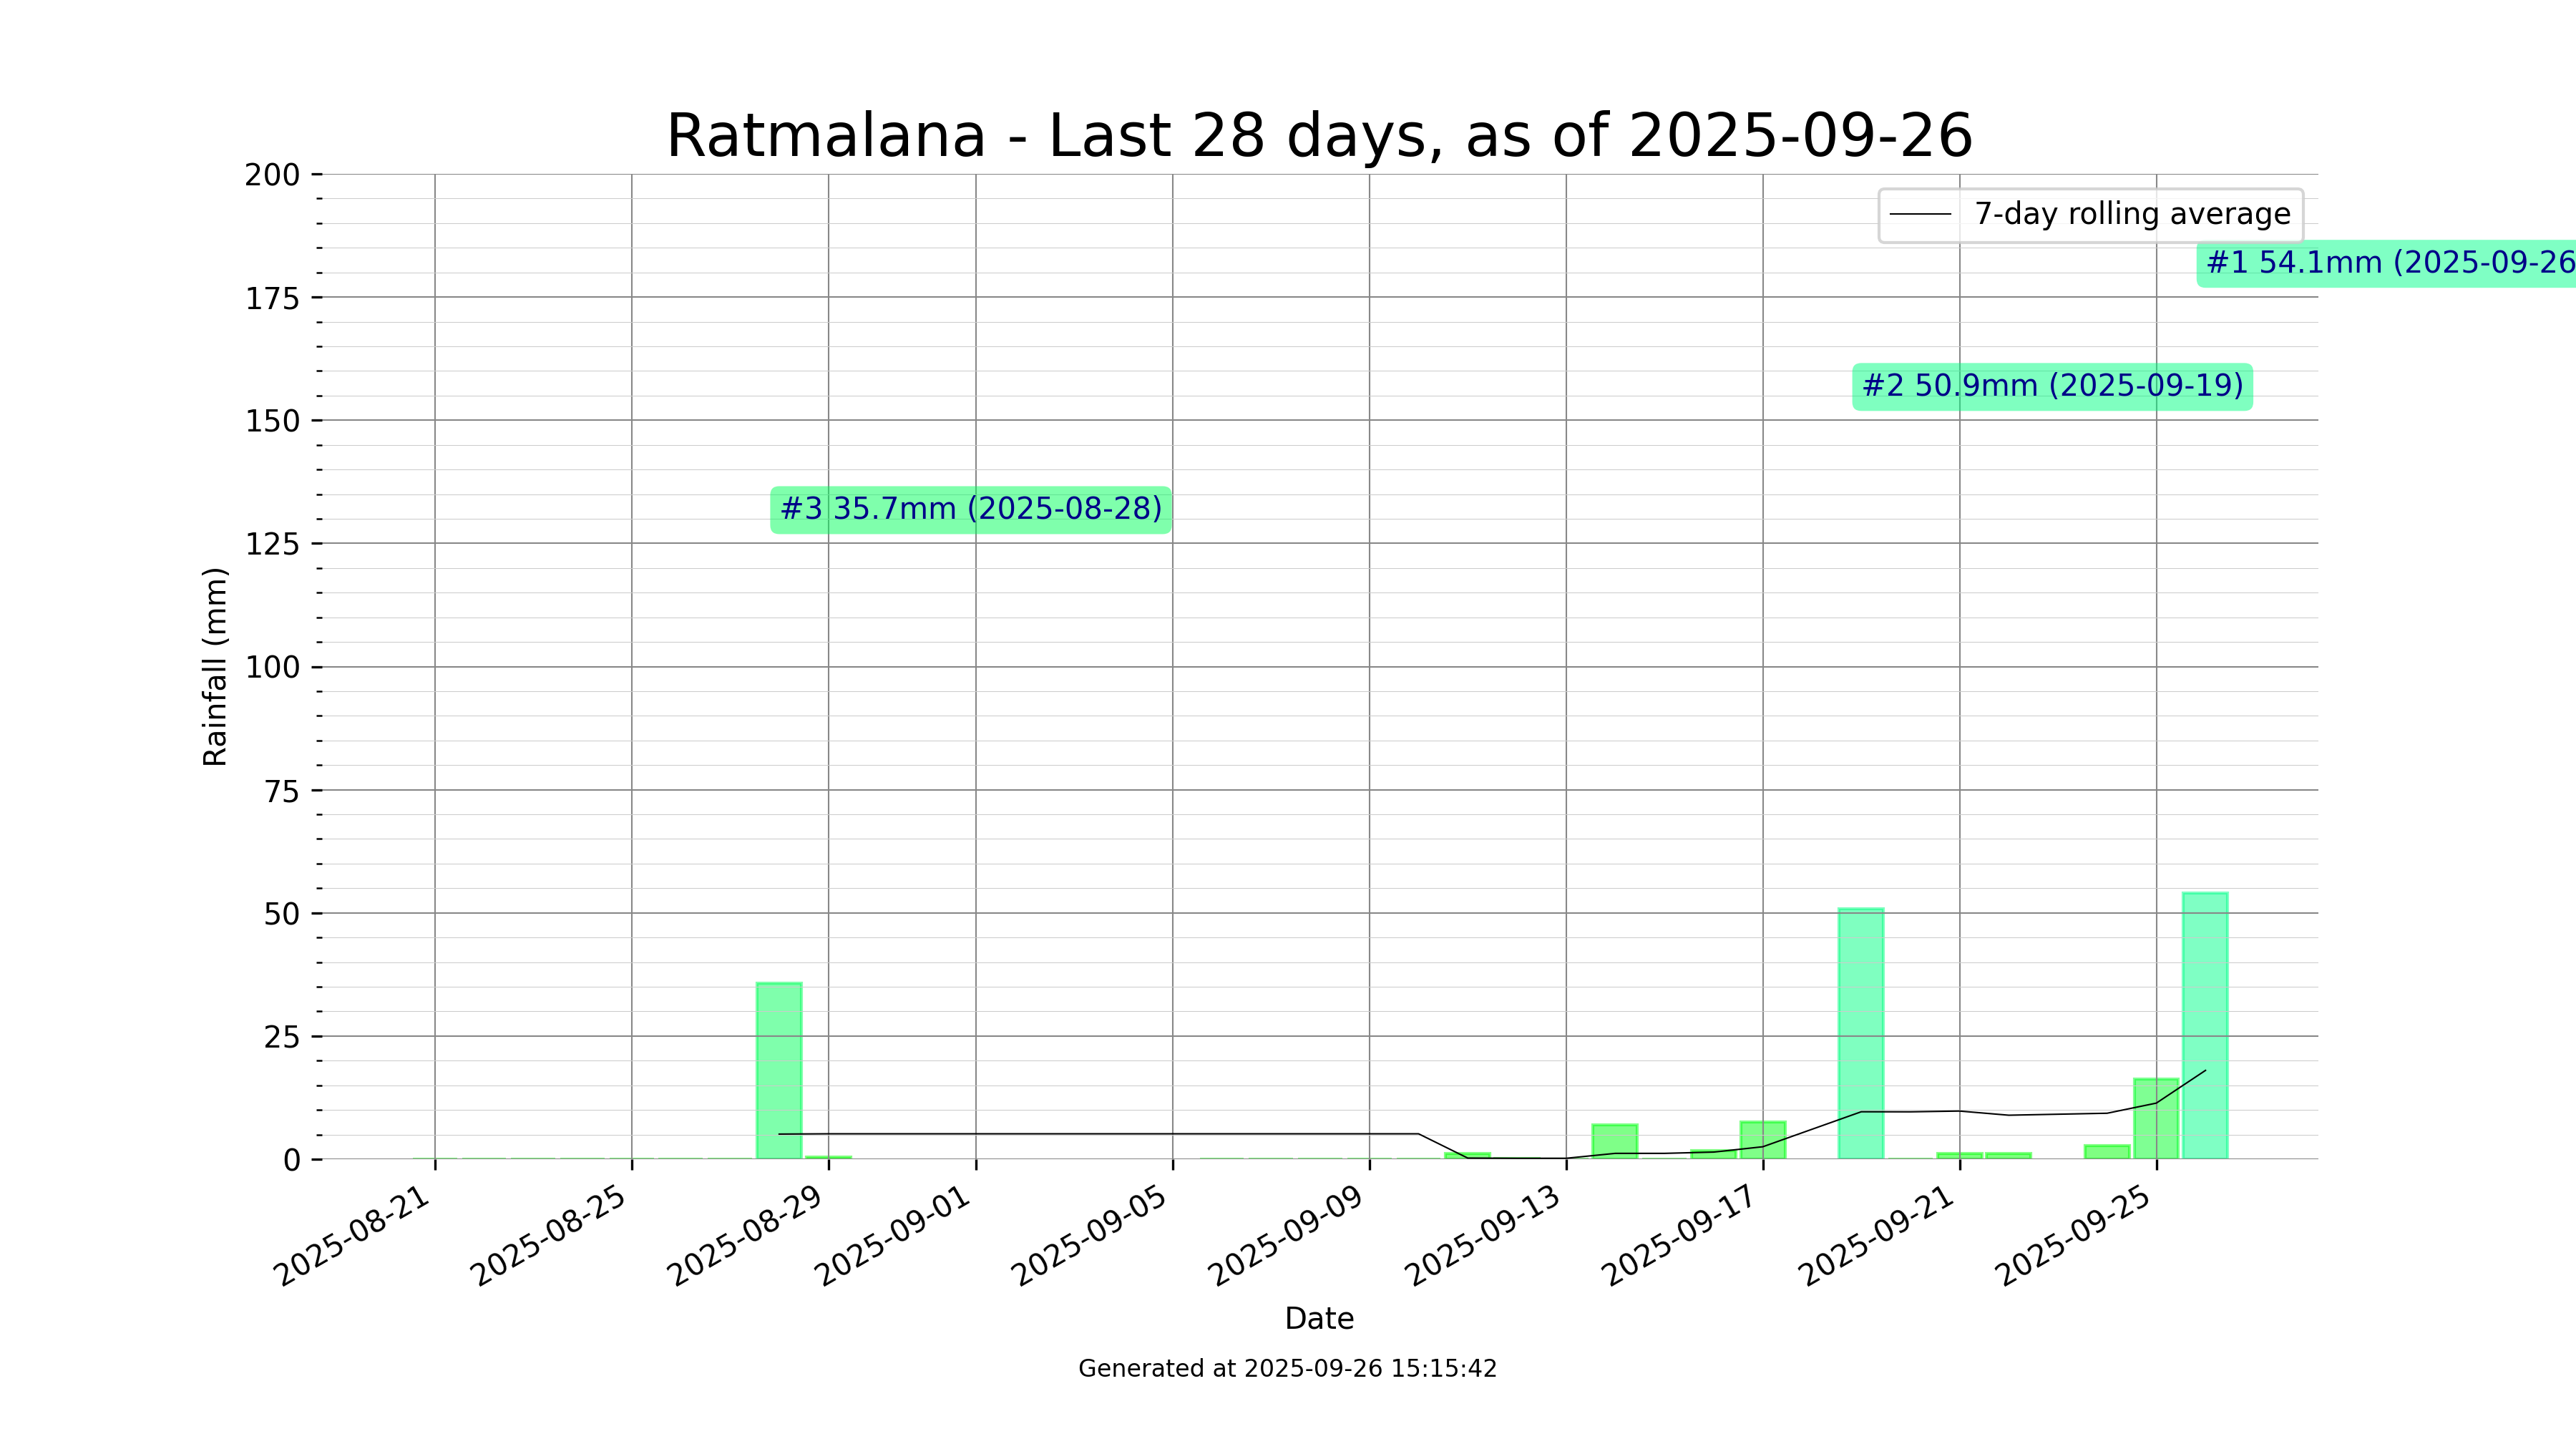 Ratmalana - Last 28 days, as of 2025-09-26
200
175
150
125
100
75
50
25
0
Rainfall (mm)
7-day rolling average
#1 54.1mm (2025-09-26
#2 50.9mm (2025-09-19)
#3 35.7mm (2025-08-28)
2025-08-21
2025-08-25
2025-08-29
2025-09-01
2025-09-05
2025-09-09
2025-09-13
2025-09-17
2025-09-21
2025-09-25
Date
Generated at 2025-09-26 15:15:42